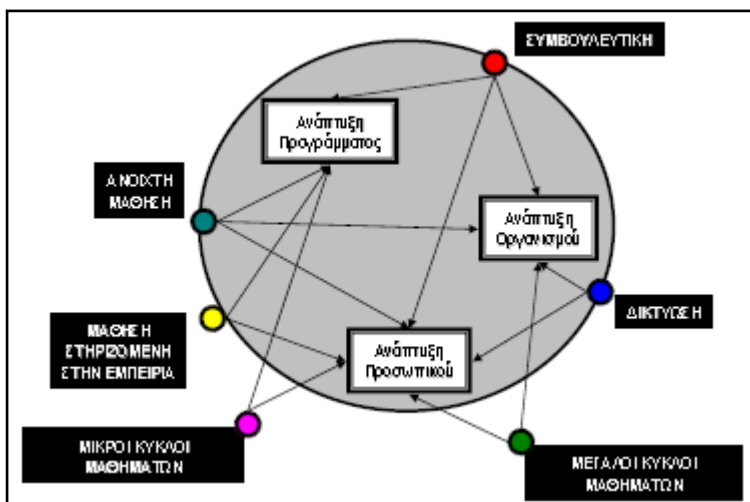 ΣΥΜΒΟΥΛΕΥΤΙΚΗ
Ανάπτυξη
Προγράμματος
ΑΝΟΙΧΤΗ
ΜΑΘΗΣΗ
Ανάπτυξη
Οργανισμού
ΔΙΚΤΥΩΣΗ
ΜΑΘΗΣΗ
ΣΤΗΡΙΖΟΜΕΝΗ
ΣΤΗΝ ΕΜΠΕΙΡΙΑ
Ανάπτυξη
Προσωπικού
ΜΙΚΡΟΙ ΚΥΚΛΟΙ
ΜΑΘΗΜΑΤΩΝ
ΜΕΓΑΛΟΙ ΚΥΚΛΟΙ
ΜΑΘΗΜΑΤΩΝ